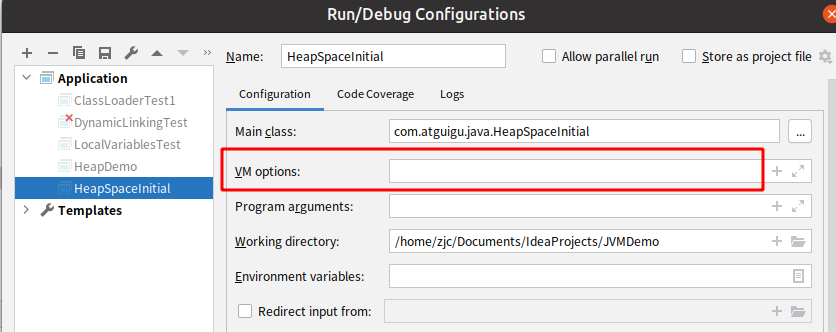 Run/Debug Configurations
Name: HeapSpaceInitial Allow parallel run Store as project file
Application
ClassLoaderTest1
DynamicLinkingTest
LocalVariablesTest
HeapDemo
HeapSpaceInitial
Templates
Configuration Code Coverage Logs
Main class: com.atguigu.java.HeapSpaceInitial ...
VM options:
Program arguments:
Working directory: /home/zjc/Documents/IdeaProjects/JVMDemo
Environment variables:
Redirect input from: